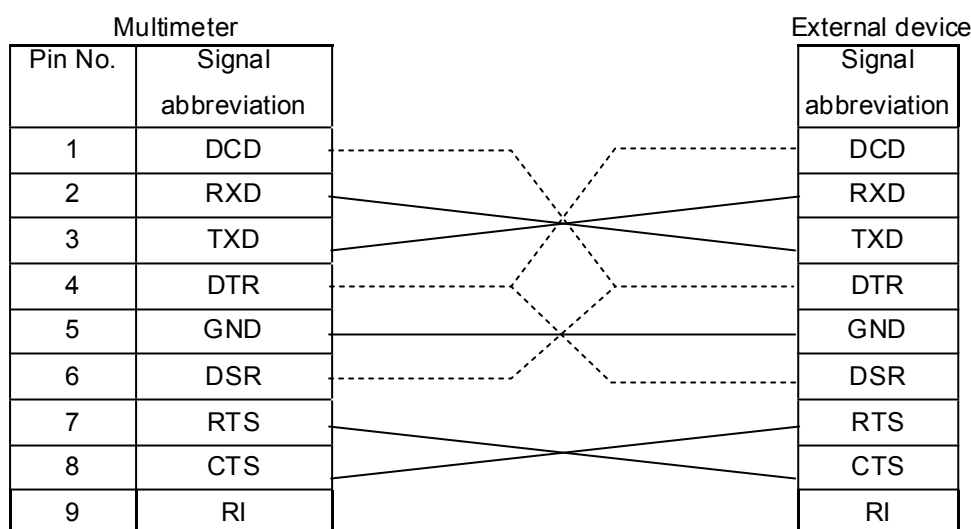 Multimeter External device
Pin No. Signal abbreviation Signal abbreviation
1 DCD DCD
2 RXD RXD
3 TXD TXD
4 DTR DTR
5 GND GND
6 DSR DSR
7 RTS RTS
8 CTS CTS
9 RI RI